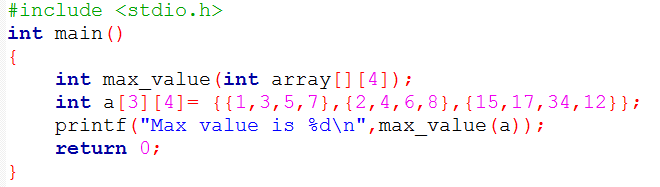 #include <stdio.h>
int main()
{
    int max_value(int array[][4]);
    int a[3][4]= {{1,3,5,7},{2,4,6,8},{15,17,34,12}};
    printf("Max value is %d\n",max_value(a));
    return 0;
}